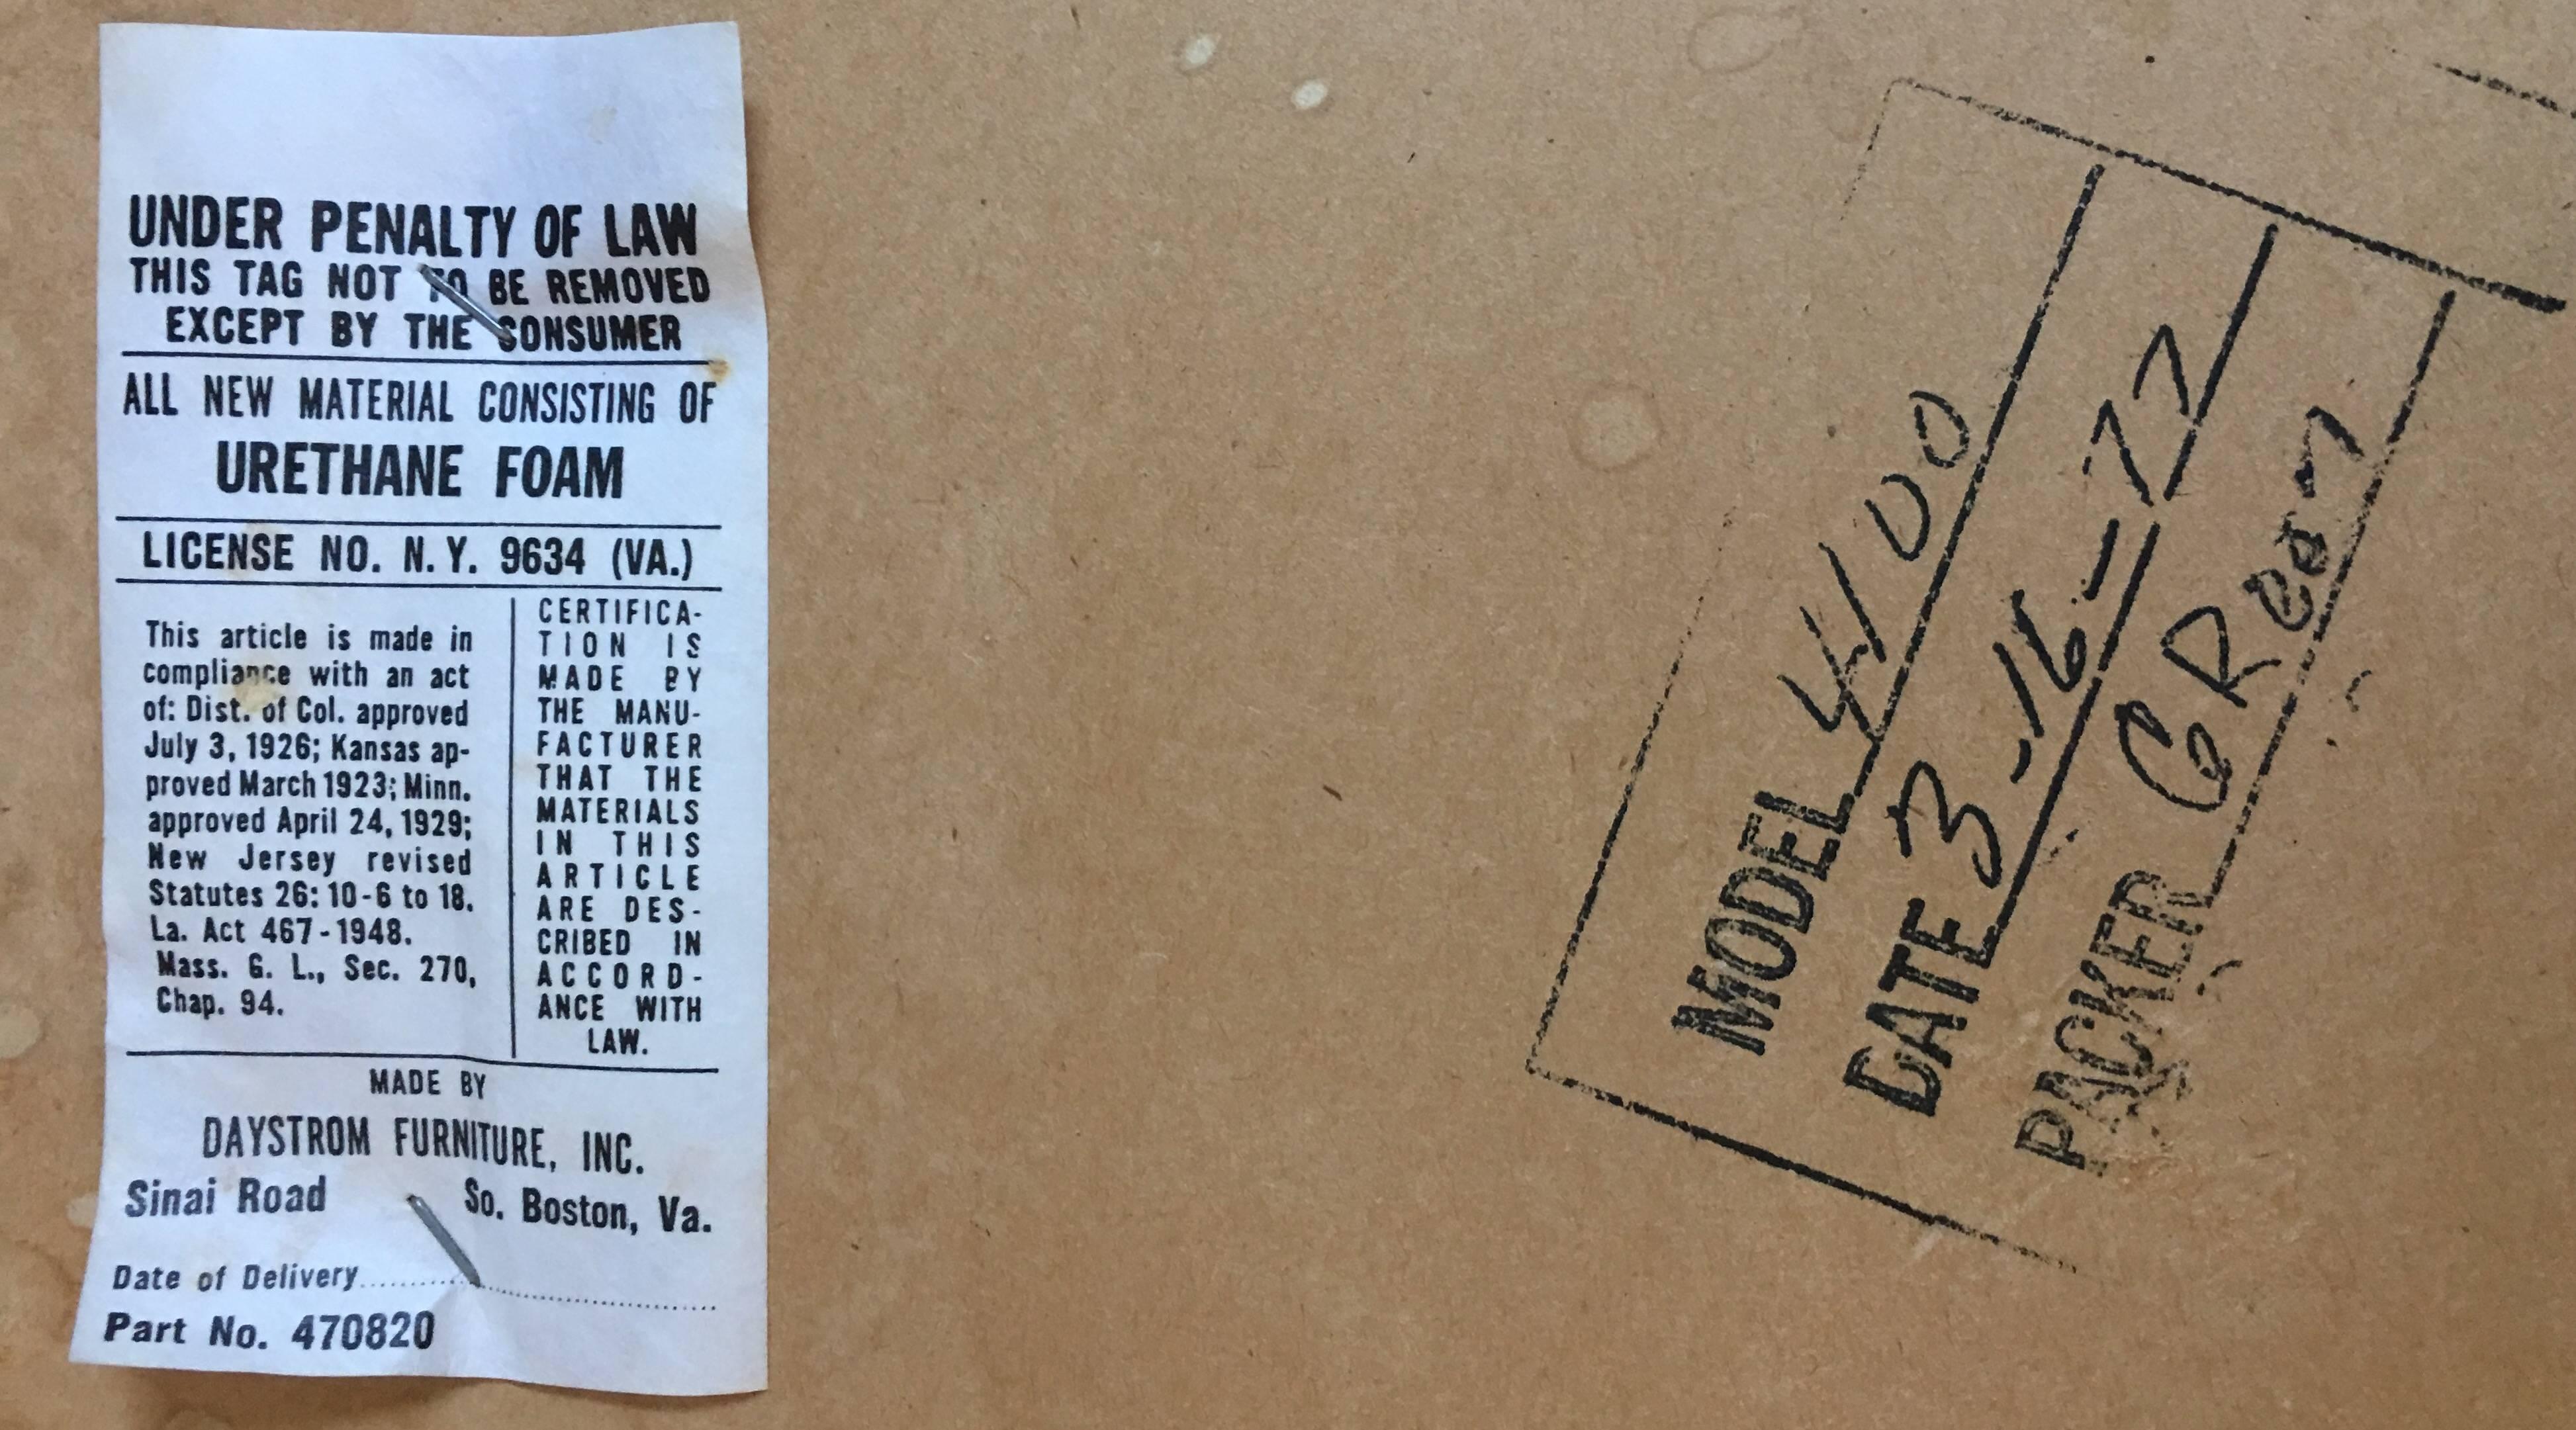 UNDER PENALTY OF LAW
THIS TAG NOT TO BE REMOVED
EXCEPT BY THE CONSUMER
ALL NEW MATERIAL CONSISTING OF
URETHANE FOAM
LICENSE NO. N. Y. 9634 (VA.)
This article is made in
compliance with an act
of: Dist. of Col. approved
July 3, 1926; Kansas ap-
proved March 1923; Minn.
approved April 24, 1929;
New Jersey revised
Statutes 26: 10-6 to 18.
La. Act 467-1948.
Mass. G. L., Sec. 270,
Chap. 94.
CERTIFICA-
TION IS
MADE BY
THE MANU-
FACTURER
THAT THE
MATERIALS
IN THIS
ARTICLE
ARE DES-
CRIBED IN
ACCORD-
ANCE WITH
LAW.
MADE BY
DAYSTROM FURNITURE, INC.
Sinai Road So. Boston, Va.
Date of Delivery
Part No. 470820
MODEL 4100
DATE 3-16-77
PACKER GReen